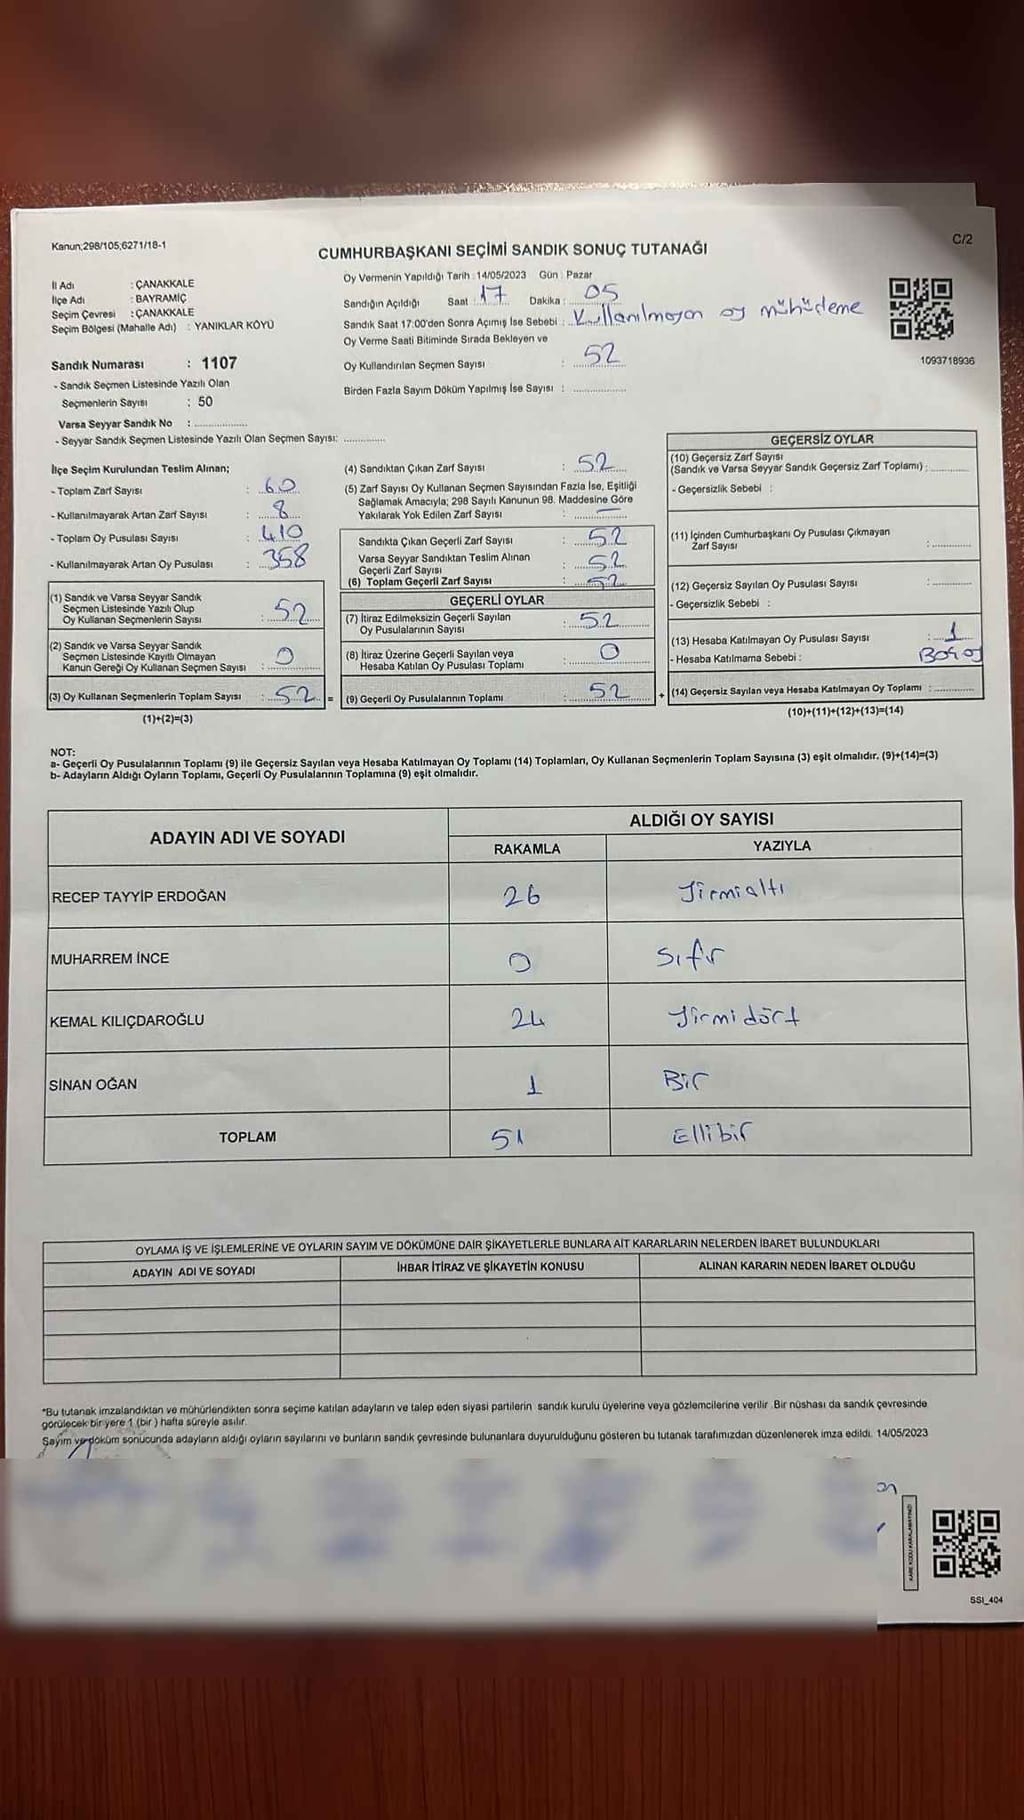 Kanun;298/105,6271/18-1
C/2
CUMHURBAŞKANI SEÇİMİ SANDIK SONUÇ TUTANAĞI
İl Adı : ÇANAKKALE
İlçe Adı : BAYRAMİÇ
Seçim Çevresi : ÇANAKKALE
Seçim Bölgesi (Mahalle Adı) : YANIKLAR KÖYÜ
Oy Vermenin Yapıldığı Tarih : 14/05/2023 Gün : Pazar
Sandığın Açıldığı Saat : 17 Dakika : 05
Sandık Saat 17:00'den Sonra Açımış İse Sebebi : Kullanılmayan oy mühürleme
Oy Verme Saati Bitiminde Sırada Bekleyen ve
Oy Kullandırılan Seçmen Sayısı : 52
Birden Fazla Sayım Döküm Yapılmış İse Sayısı :
1093718936
Sandık Numarası : 1107
- Sandık Seçmen Listesinde Yazılı Olan
Seçmenlerin Sayısı : 50
Varsa Seyyar Sandık No :
- Seyyar Sandık Seçmen Listesinde Yazılı Olan Seçmen Sayısı:
İlçe Seçim Kurulundan Teslim Alınan;
- Toplam Zarf Sayısı : 60
- Kullanılmayarak Artan Zarf Sayısı : 8
- Toplam Oy Pusulası Sayısı : 410
- Kullanılmayarak Artan Oy Pusulası : 358
(1) Sandık ve Varsa Seyyar Sandık
Seçmen Listesinde Yazılı Olup
Oy Kullanan Seçmenlerin Sayısı : 52
(2) Sandık ve Varsa Seyyar Sandık
Seçmen Listesinde Kayıtlı Olmayan
Kanun Gereği Oy Kullanan Seçmen Sayısı : 0
(3) Oy Kullanan Seçmenlerin Toplam Sayısı : 52 =
(1)+(2)=(3)
(4) Sandıktan Çıkan Zarf Sayısı : 52
(5) Zarf Sayısı Oy Kullanan Seçmen Sayısından Fazla İse, Eşitliği
Sağlamak Amacıyla; 298 Sayılı Kanunun 98. Maddesine Göre
Yakılarak Yok Edilen Zarf Sayısı : —
Sandıkta Çıkan Geçerli Zarf Sayısı : 52
Varsa Seyyar Sandıktan Teslim Alınan
Geçerli Zarf Sayısı : 52
(6) Toplam Geçerli Zarf Sayısı : 52
GEÇERLİ OYLAR
(7) İtiraz Edilmeksizin Geçerli Sayılan
Oy Pusulalarının Sayısı : 52
(8) İtiraz Üzerine Geçerli Sayılan veya
Hesaba Katılan Oy Pusulası Toplamı : 0
(9) Geçerli Oy Pusulalarının Toplamı : 52 +
GEÇERSİZ OYLAR
(10) Geçersiz Zarf Sayısı
(Sandık ve Varsa Seyyar Sandık Geçersiz Zarf Toplamı) :
- Geçersizlik Sebebi :
(11) İçinden Cumhurbaşkanı Oy Pusulası Çıkmayan
Zarf Sayısı :
(12) Geçersiz Sayılan Oy Pusulası Sayısı :
- Geçersizlik Sebebi :
(13) Hesaba Katılmayan Oy Pusulası Sayısı : 1
- Hesaba Katılmama Sebebi :
(14) Geçersiz Sayılan veya Hesaba Katılmayan Oy Toplamı :
(10)+(11)+(12)+(13)=(14)
NOT:
a- Geçerli Oy Pusulalarının Toplamı (9) ile Geçersiz Sayılan veya Hesaba Katılmayan Oy Toplamı (14) Toplamları, Oy Kullanan Seçmenlerin Toplam Sayısına (3) eşit olmalıdır. (9)+(14)=(3)
b- Adayların Aldığı Oyların Toplamı, Geçerli Oy Pusulalarının Toplamına (9) eşit olmalıdır.
ADAYIN ADI VE SOYADI
ALDIĞI OY SAYISI
RAKAMLA YAZIYLA
RECEP TAYYİP ERDOĞAN 26 Yirmialtı
MUHARREM İNCE 0 Sıfır
KEMAL KILIÇDAROĞLU 24 Yirmidört
SİNAN OĞAN 1 Bir
TOPLAM 51 Ellibir
OYLAMA İŞ VE İŞLEMLERİNE VE OYLARIN SAYIM VE DÖKÜMÜNE DAİR ŞİKAYETLERLE BUNLARA AİT KARARLARIN NELERDEN İBARET BULUNDUKLARI
ADAYIN ADI VE SOYADI İHBAR İTİRAZ VE ŞİKAYETİN KONUSU ALINAN KARARIN NEDEN İBARET OLDUĞU
*Bu tutanak imzalandıktan ve mühürlendikten sonra seçime katılan adayların ve talep eden siyasi partilerin sandık kurulu üyelerine veya gözlemcilerine verilir .Bir nüshası da sandık çevresinde
görülecek bir yere 1 (bir ) hafta süreyle asılır.
Sayım ve döküm sonucunda adayların aldığı oyların sayılarını ve bunların sandık çevresinde bulunanlara duyurulduğunu gösteren bu tutanak tarafımızdan düzenlenerek imza edildi. 14/05/2023
KARE KODU KARALAMAYINIZ!
SSI_404